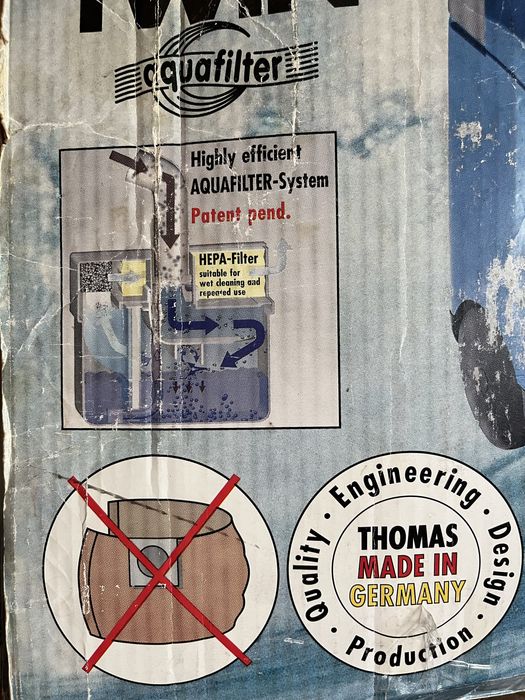 TWIN
aquafilter
Highly efficient
AQUAFILTER-System
Patent pend.
HEPA-Filter
suitable for
wet cleaning and
repeated use
Quality · Engineering · Design · Production ·
THOMAS
MADE IN
GERMANY